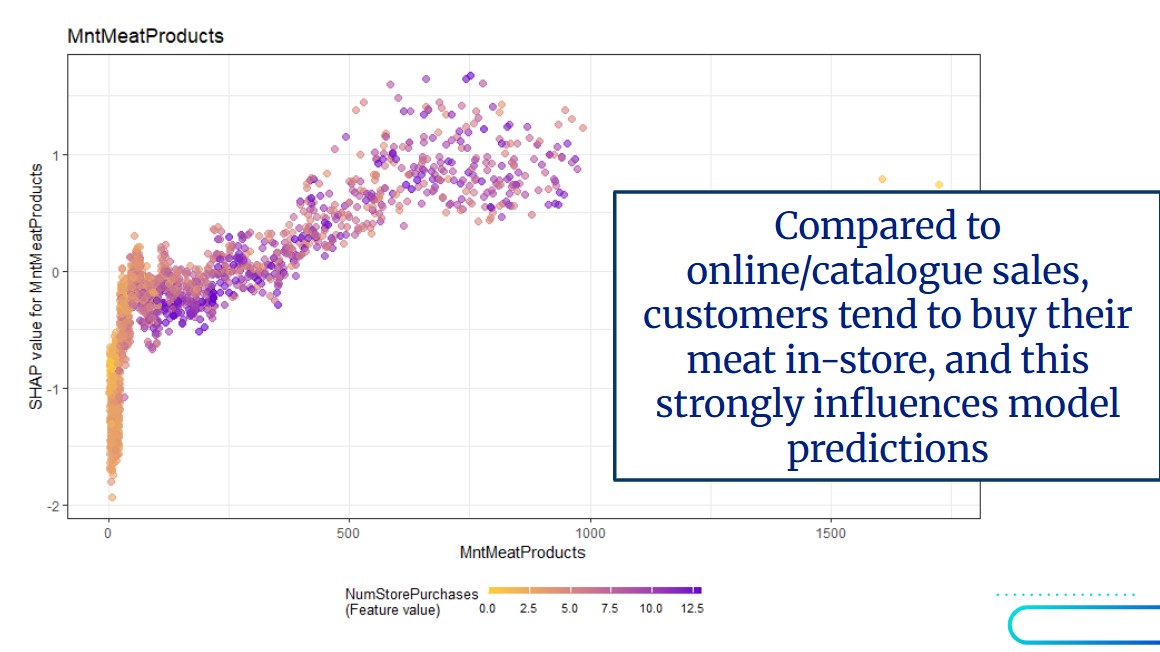 MntMeatProducts
SHAP value for MntMeatProducts
1
0
-1
-2
0
500
1000
1500
MntMeatProducts
Compared to
online/catalogue sales,
customers tend to buy their
meat in-store, and this
strongly influences model
predictions
NumStorePurchases
(Feature value)
0.0 2.5 5.0 7.5 10.0 12.5